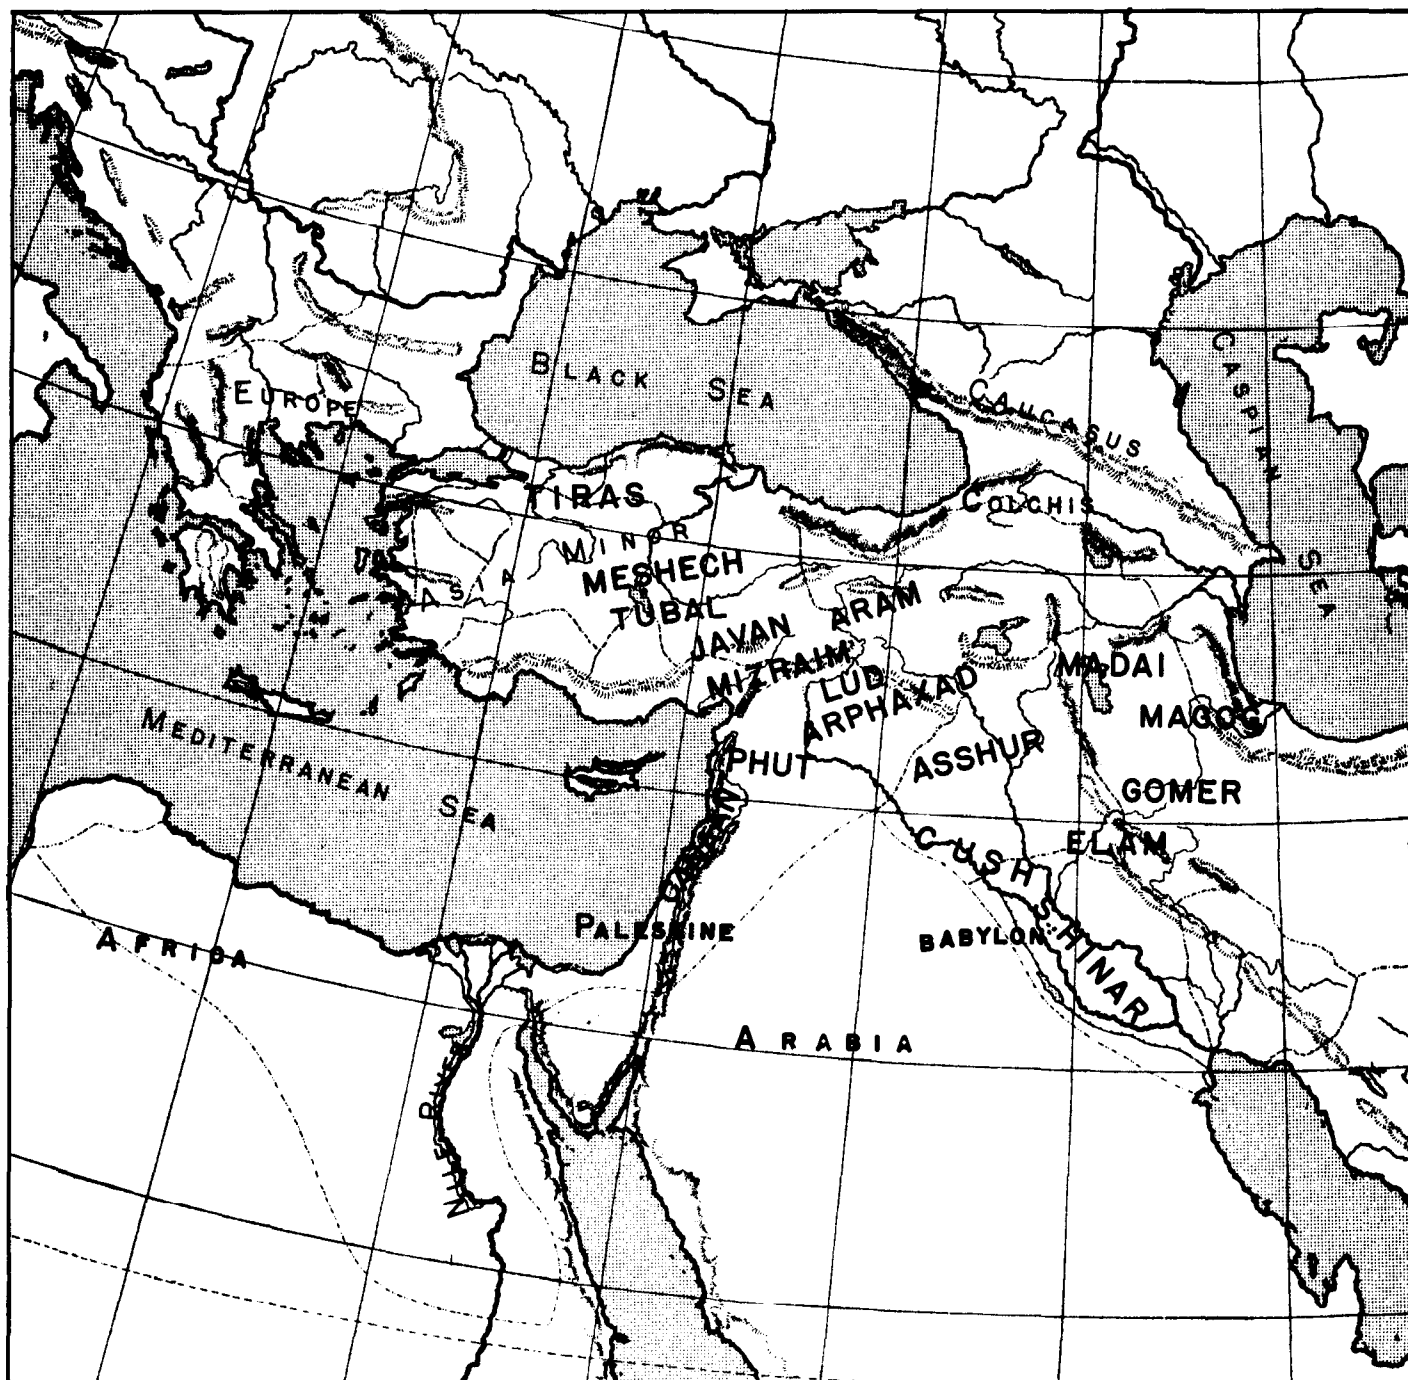 BLACK SEA
CASPIAN SEA
EUROPE
CAUCASUS
TIRAS
COLCHIS
MINOR
ASIA
MESHECH
TUBAL
JAVAN
ARAM
MIZRAIM
LUD
MADAI
ARPHAXAD
MAGOG
MEDITERRANEAN SEA
PHUT
ASSHUR
GOMER
CANAAN
CUSH
ELAM
AFRICA
PALESTINE
BABYLON
SHINAR
ARABIA
NILE RIVER